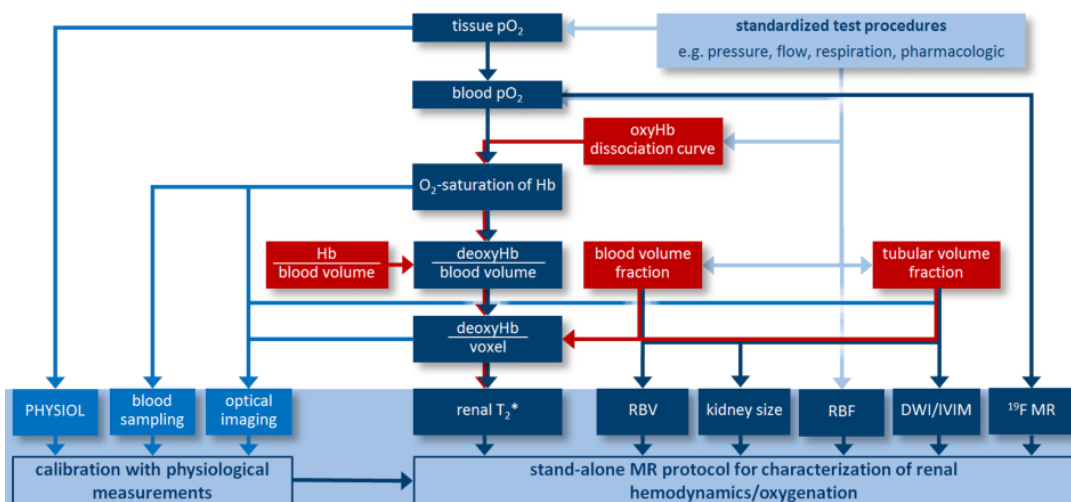 tissue pO₂
standardized test procedures
e.g. pressure, flow, respiration, pharmacologic
blood pO₂
oxyHb
dissociation curve
O₂-saturation of Hb
Hb
blood volume
deoxyHb
blood volume
blood volume
fraction
tubular volume
fraction
deoxyHb
voxel
PHYSIOL
blood
sampling
optical
imaging
renal T₂*
RBV
kidney size
RBF
DWI/IVIM
¹⁹F MR
calibration with physiological
measurements
stand-alone MR protocol for characterization of renal
hemodynamics/oxygenation